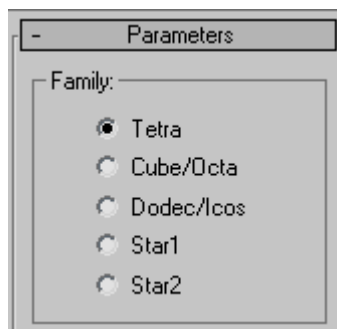 - Parameters
Family:
Tetra
Cube/Octa
Dodec/Icos
Star1
Star2